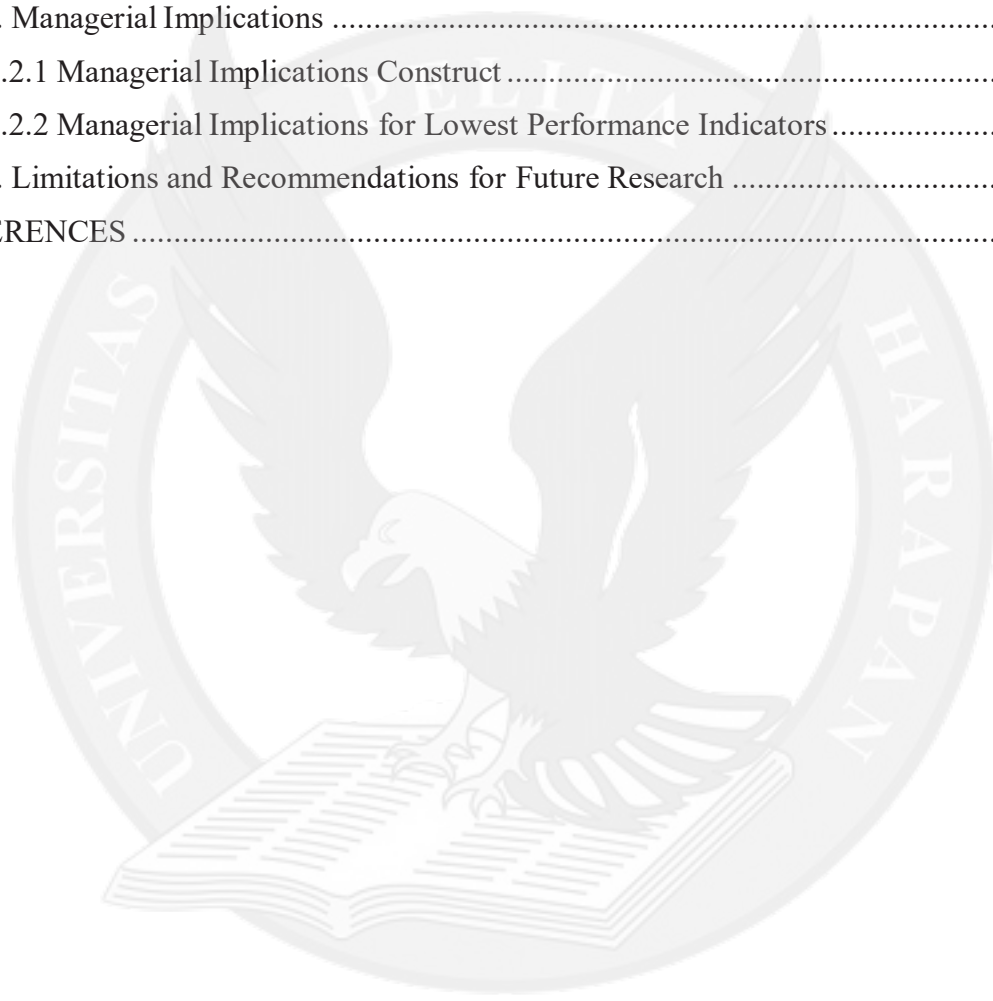 . Managerial Implications ....................................................................................
.2.1 Managerial Implications Construct ...............................................................
.2.2 Managerial Implications for Lowest Performance Indicators .....................
. Limitations and Recommendations for Future Research .................................
ERENCES ...............................................................................................................
UNIVERSITAS PELITA HARAPAN